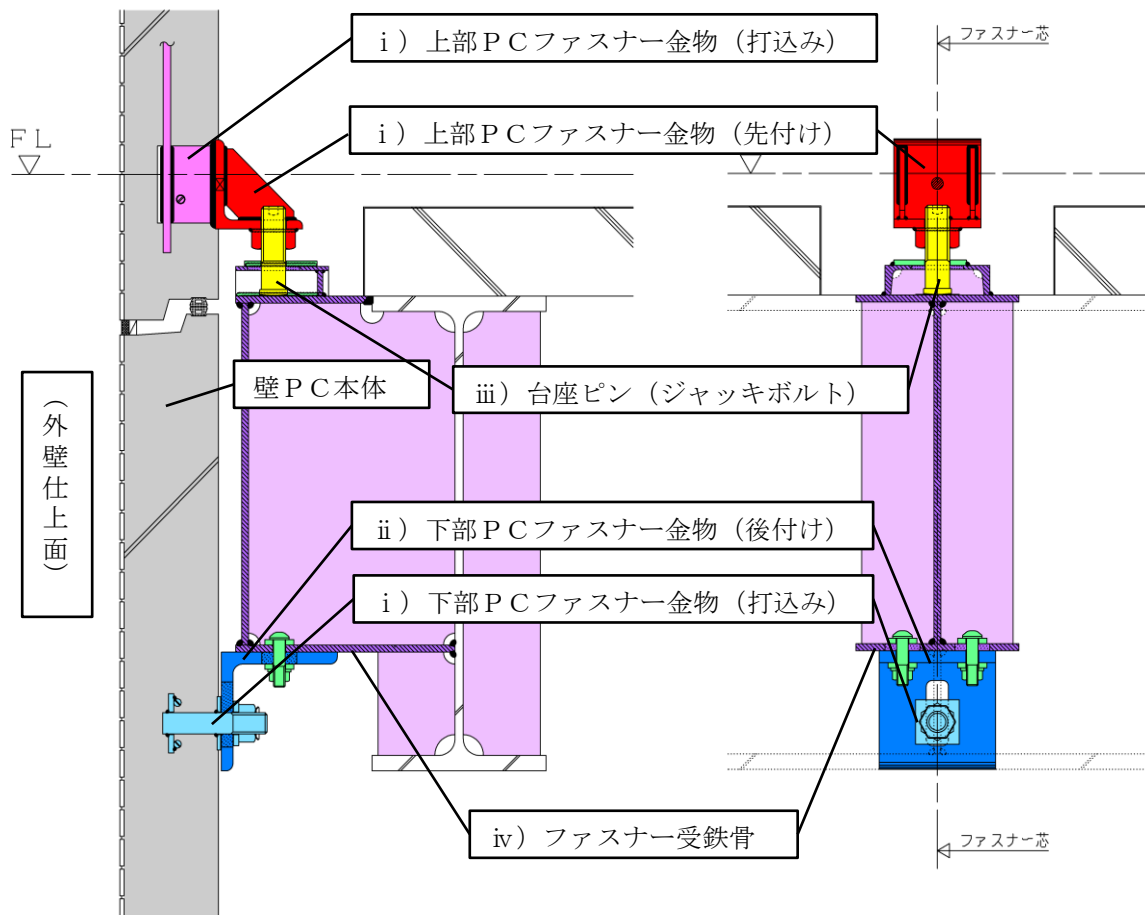 ⅰ）上部ＰＣファスナー金物（打込み）
ファスナー芯
ⅰ）上部ＰＣファスナー金物（先付け）
ＦＬ
壁ＰＣ本体
ⅲ）台座ピン（ジャッキボルト）
（外壁仕上面）
ⅱ）下部ＰＣファスナー金物（後付け）
ⅰ）下部ＰＣファスナー金物（打込み）
ⅳ）ファスナー受鉄骨
ファスナー芯